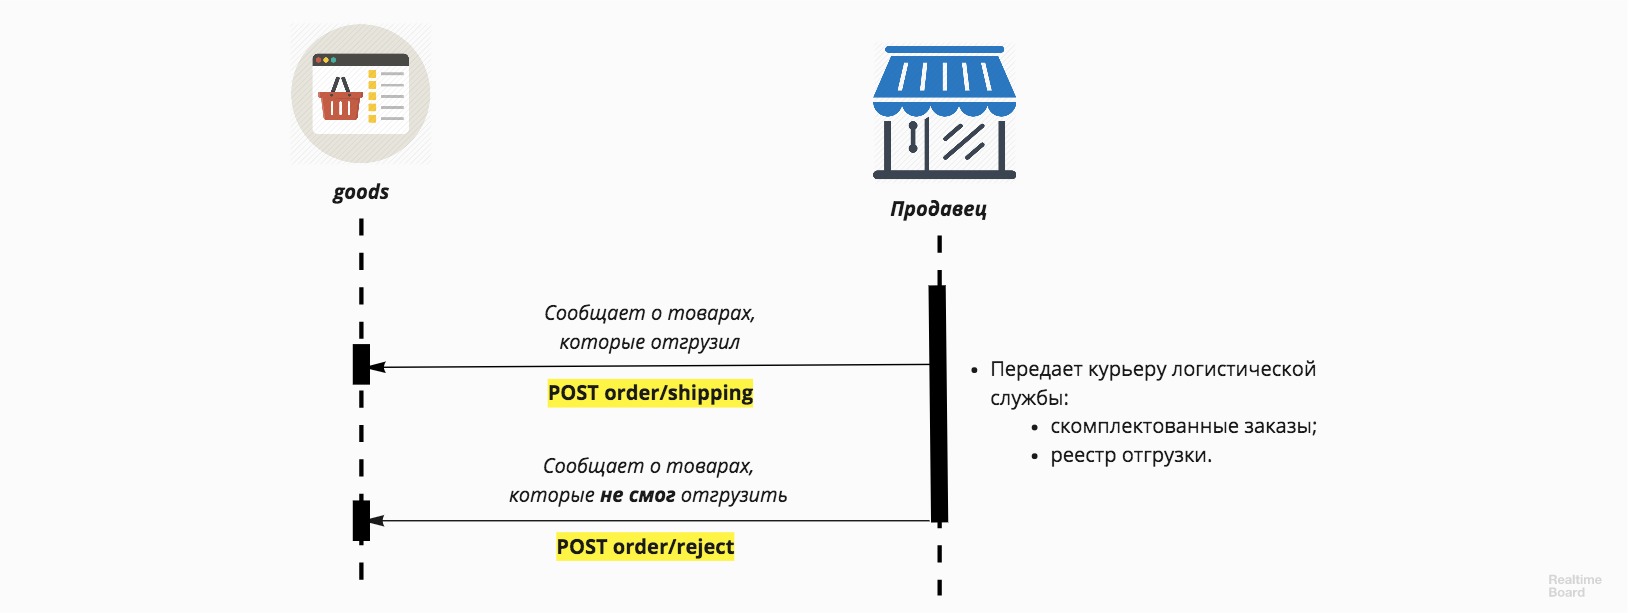 goods
Продавец
Сообщает о товарах,
которые отгрузил
POST order/shipping
• Передает курьеру логистической
службы:
• скомплектованные заказы;
• реестр отгрузки.
Сообщает о товарах,
которые не смог отгрузить
POST order/reject
Realtime
Board